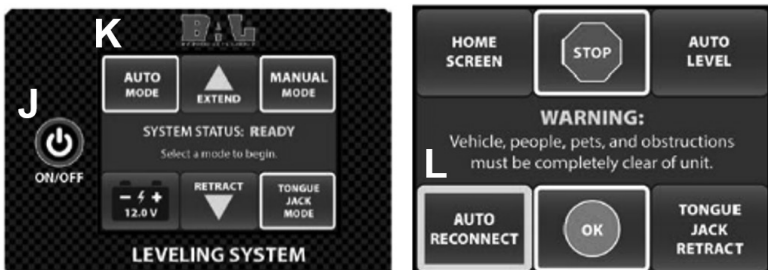 K
BAL
AUTO
MODE
EXTEND
MANUAL
MODE
J
ON/OFF
SYSTEM STATUS: READY
Select a mode to begin.
12.0 V
RETRACT
TONGUE
JACK
MODE
LEVELING SYSTEM
HOME
SCREEN
STOP
AUTO
LEVEL
WARNING:
Vehicle, people, pets, and obstructions
must be completely clear of unit.
L
AUTO
RECONNECT
OK
TONGUE
JACK
RETRACT